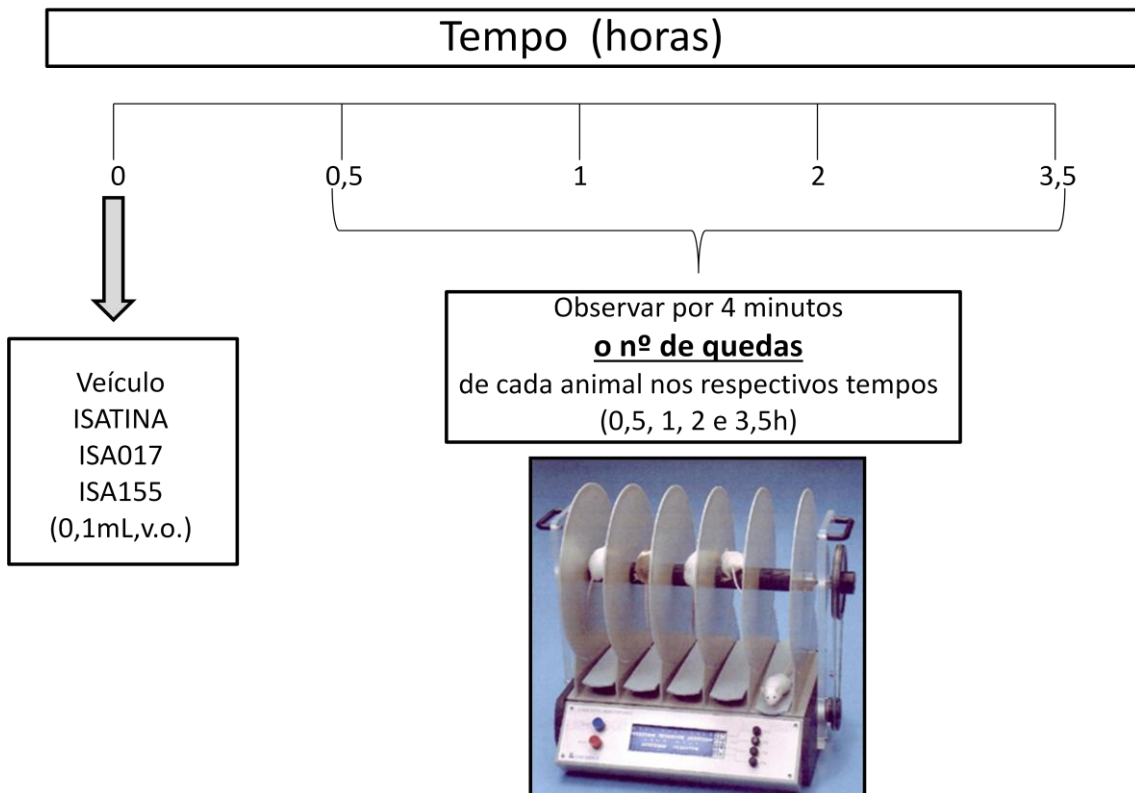 Tempo (horas)
0
0,5
1
2
3,5
Veículo
ISATINA
ISA017
ISA155
(0,1mL,v.o.)
Observar por 4 minutos
o nº de quedas
de cada animal nos respectivos tempos
(0,5, 1, 2 e 3,5h)